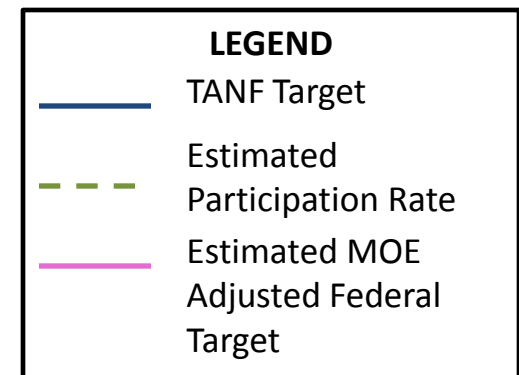 LEGEND
TANF Target
Estimated
Participation Rate
Estimated MOE
Adjusted Federal
Target